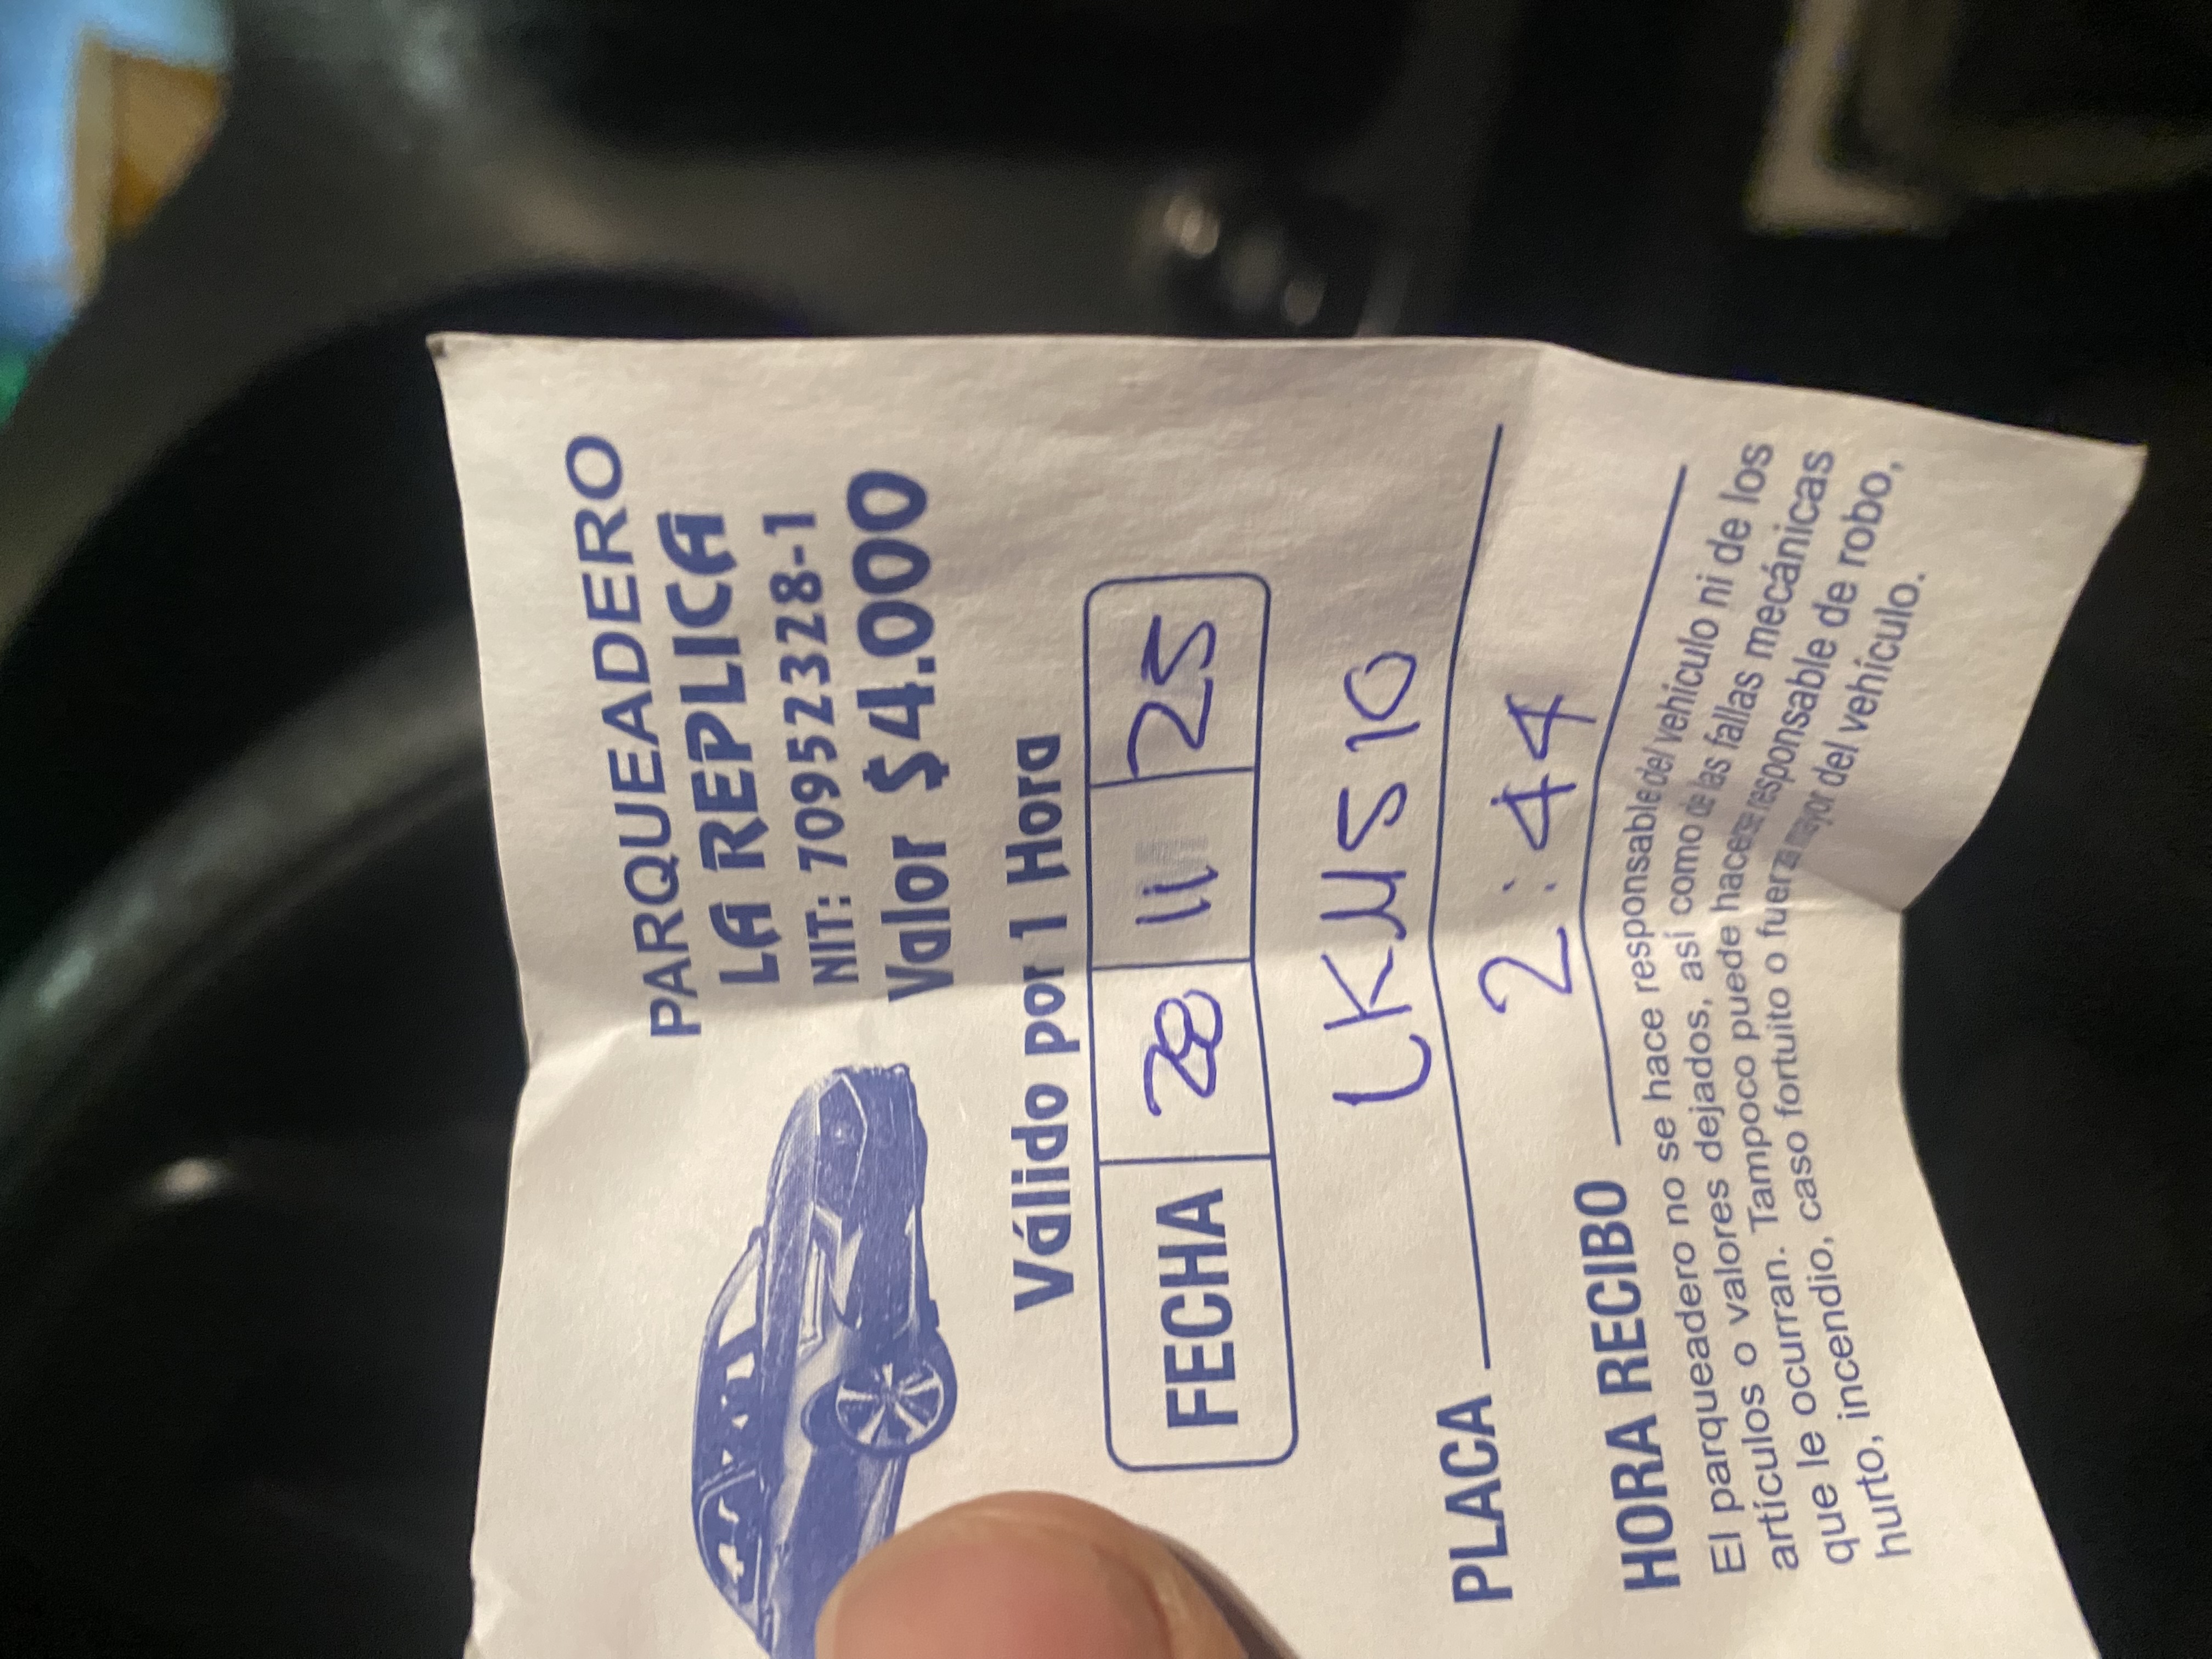 PARQUEADERO
LA REPLICA
NIT: 70952328-1
Valor $4.000
Válido por 1 Hora
FECHA 28 11 25
PLACA LKM510
HORA RECIBO 2:44
El parqueadero no se hace responsable del vehículo ni de los
artículos o valores dejados, así como de las fallas mecánicas
que le ocurran. Tampoco puede hacerse responsable de robo,
hurto, incendio, caso fortuito o fuerza mayor del vehículo.